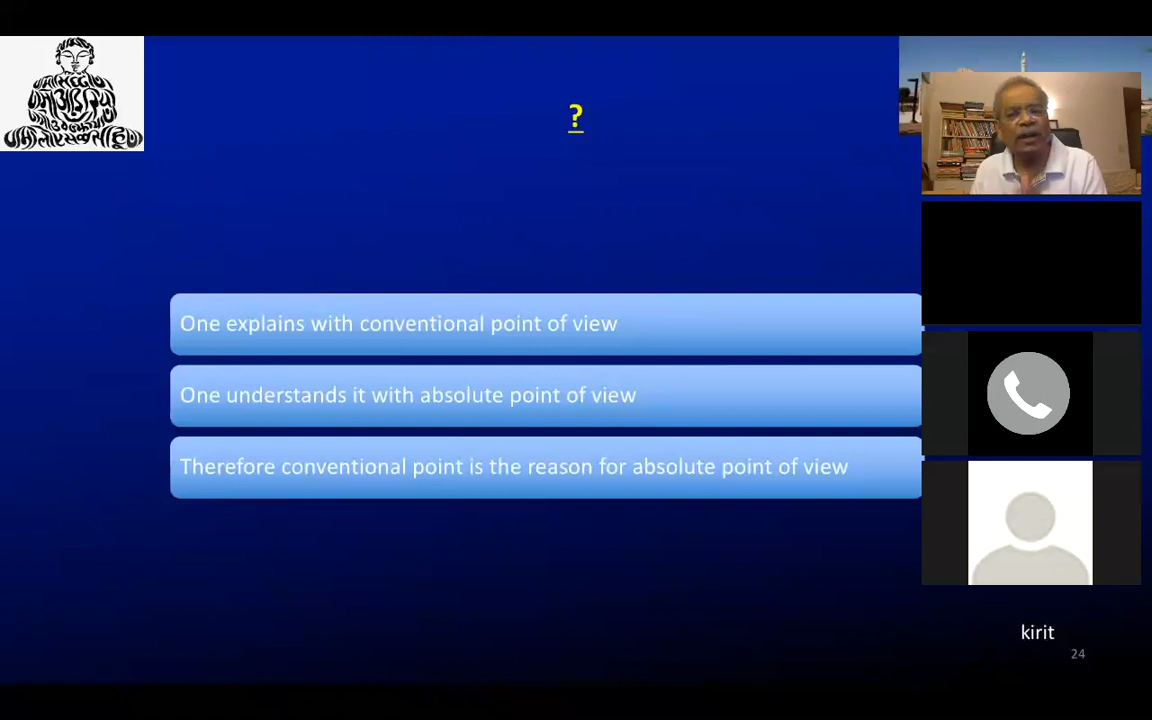 ?
One explains with conventional point of view
One understands it with absolute point of view
Therefore conventional point is the reason for absolute point of view
kirit
24